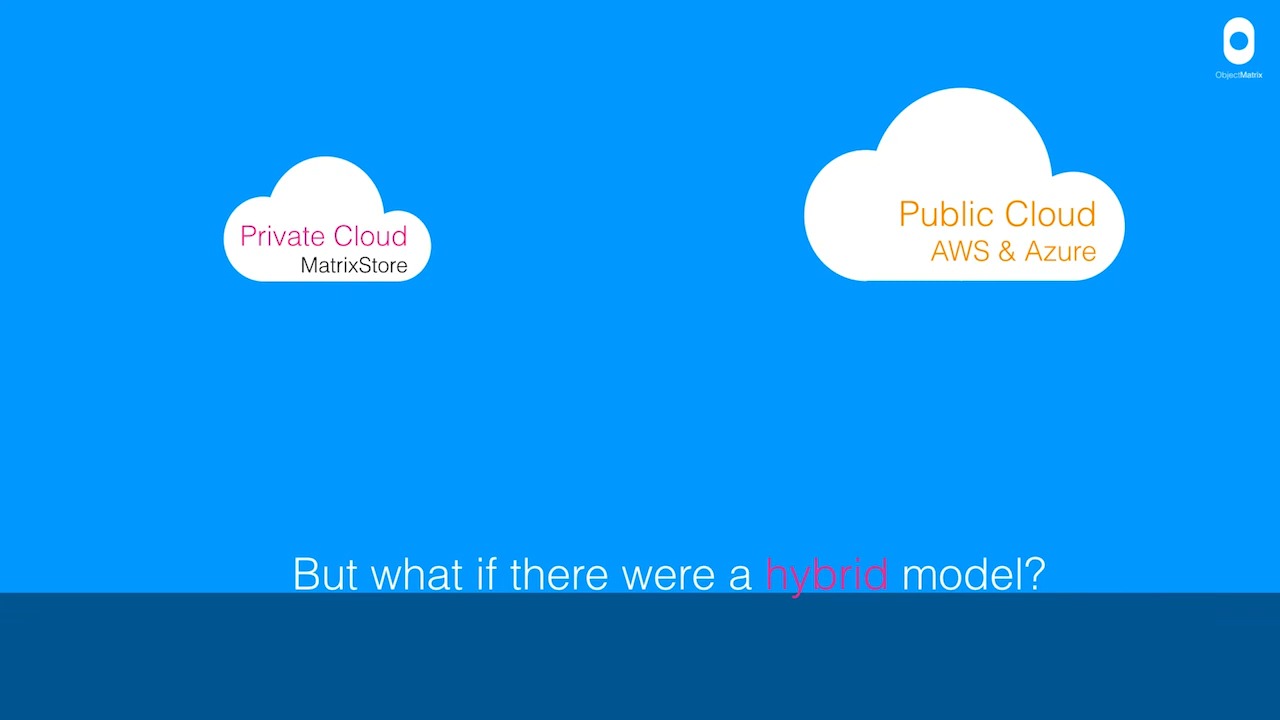 ObjectMatrix
Private Cloud
MatrixStore
Public Cloud
AWS & Azure
But what if there were a hybrid model?